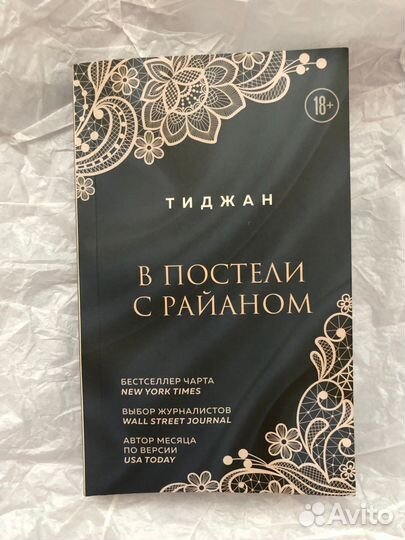 18+
ТИДЖАН
В ПОСТЕЛИ
С РАЙАНОМ
БЕСТСЕЛЛЕР ЧАРТА
NEW YORK TIMES
ВЫБОР ЖУРНАЛИСТОВ
WALL STREET JOURNAL
АВТОР МЕСЯЦА
ПО ВЕРСИИ
USA TODAY
Avito